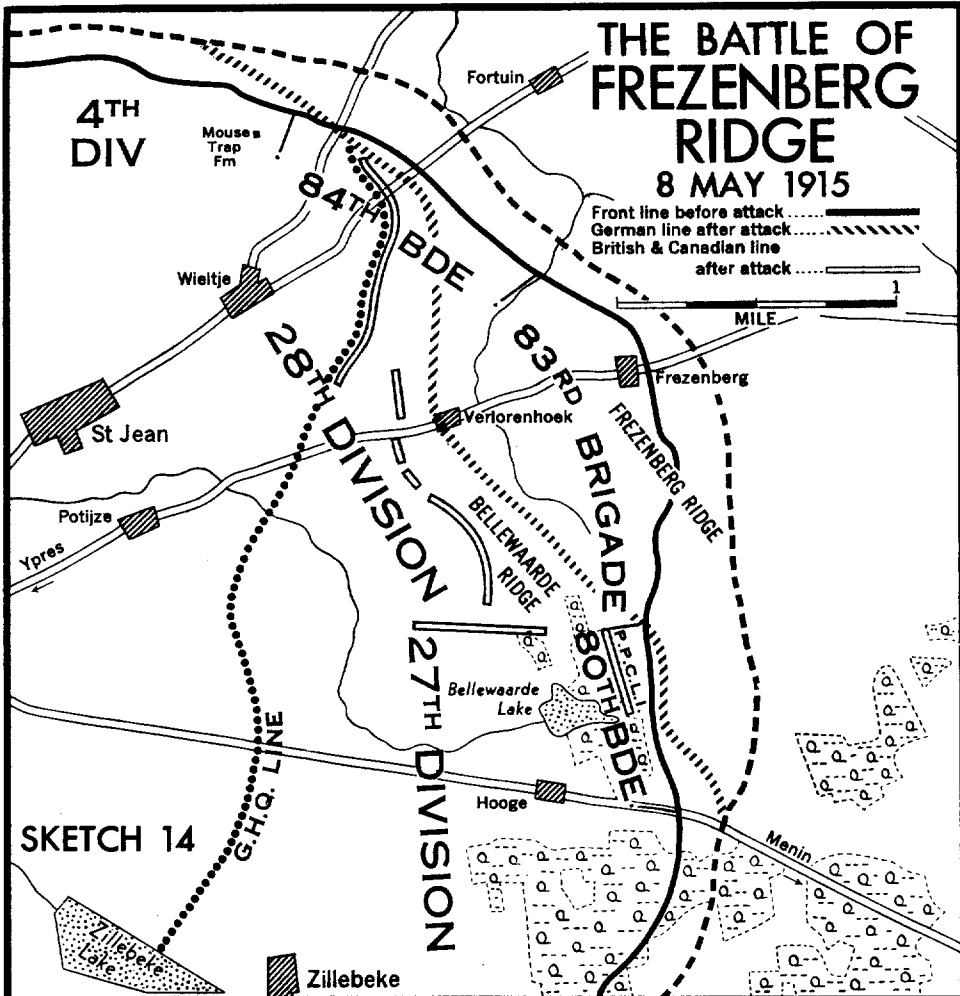 THE BATTLE OF
FREZENBERG
RIDGE
8 MAY 1915
Front line before attack ......
German line after attack ......
British & Canadian line
after attack .....
1
MILE
Fortuin
4TH
DIV
Mouse
Trap
Fm
84TH
BDE
Wieltje
28TH
DIVISION
83RD
BRIGADE
Frezenberg
FREZENBERG RIDGE
St Jean
Verlorenhoek
Potijze
Ypres
BELLEWAARDE
RIDGE
27TH
DIVISION
80TH
BDE
P.P.C.L.I.
Bellewaarde
Lake
G.H.Q. LINE
Hooge
Menin
SKETCH 14
Zillebeke
Lake
Zillebeke